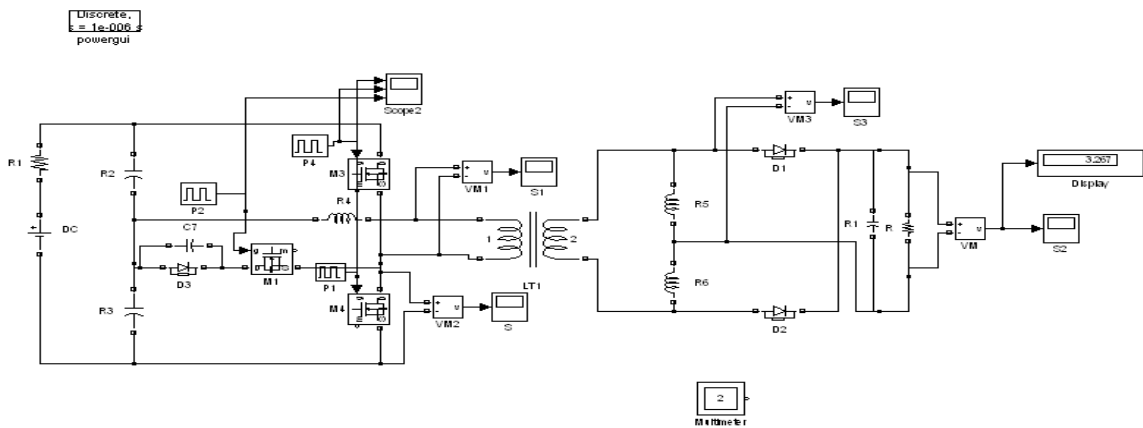 Discrete,
s = 1e-006 s
powergui
Scope2
P4
R1
R2
M3
VM3
S3
D1
P2
R4
VM1
S1
3.267
Display
DC
C7
1
2
R5
R1
R
VM
S2
D3
M1
P1
LT1
R3
M4
VM2
S
R6
D2
2
Multimeter